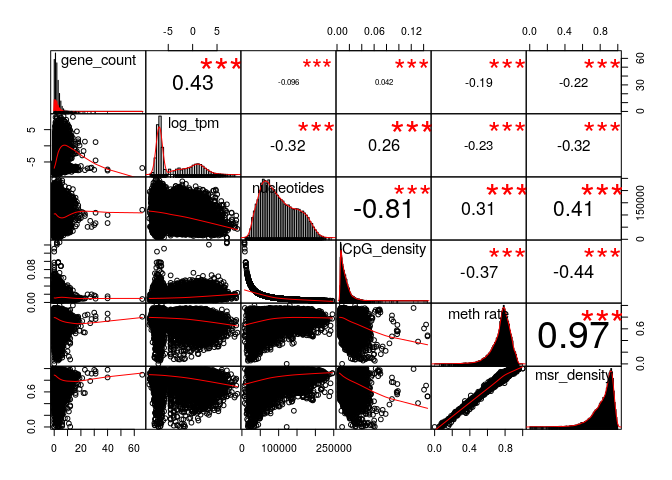 -5 0 5 0.00 0.06 0.12 0.0 0.4 0.8
gene_count 0.43 *** -0.096 *** 0.042 *** -0.19 *** -0.22 *** 0 30 60
-5 5 log_tpm -0.32 *** 0.26 *** -0.23 *** -0.32 ***
nucleotides -0.81 *** 0.31 *** 0.41 *** 0 150000
0.00 0.08 CpG_density -0.37 *** -0.44 ***
meth rate 0.97 *** 0.0 0.6
0.0 0.6 msr_density
0 20 40 60 0 100000 250000 0.0 0.4 0.8